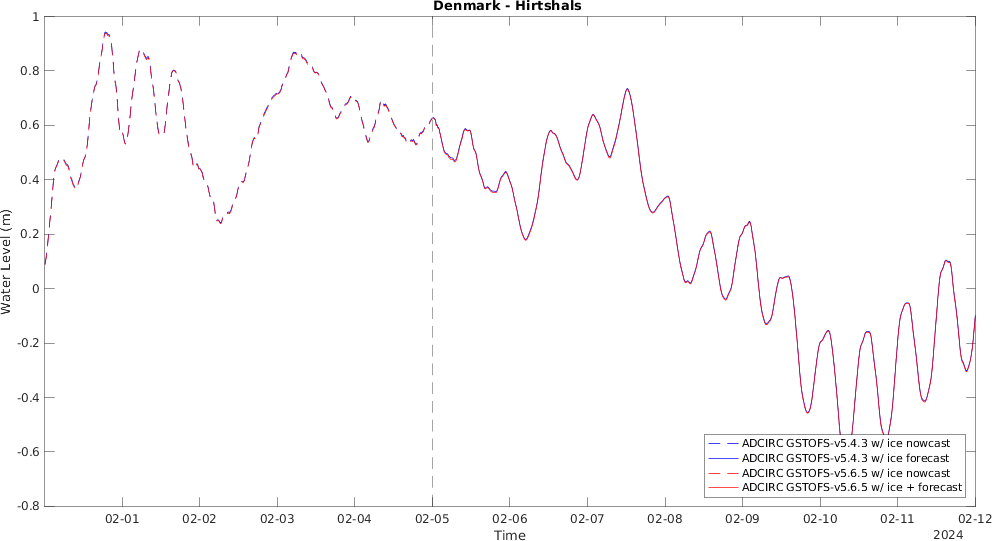 Denmark - Hirtshals
1
0.8
0.6
0.4
0.2
0
-0.2
-0.4
-0.6
-0.8
Water Level (m)
ADCIRC GSTOFS-v5.4.3 w/ ice nowcast
ADCIRC GSTOFS-v5.4.3 w/ ice forecast
ADCIRC GSTOFS-v5.6.5 w/ ice nowcast
ADCIRC GSTOFS-v5.6.5 w/ ice + forecast
02-01 02-02 02-03 02-04 02-05 02-06 02-07 02-08 02-09 02-10 02-11 02-12
Time
2024